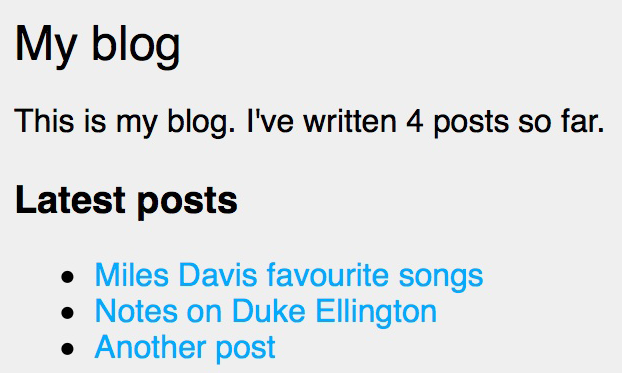 My blog
This is my blog. I've written 4 posts so far.
Latest posts
Miles Davis favourite songs
Notes on Duke Ellington
Another post